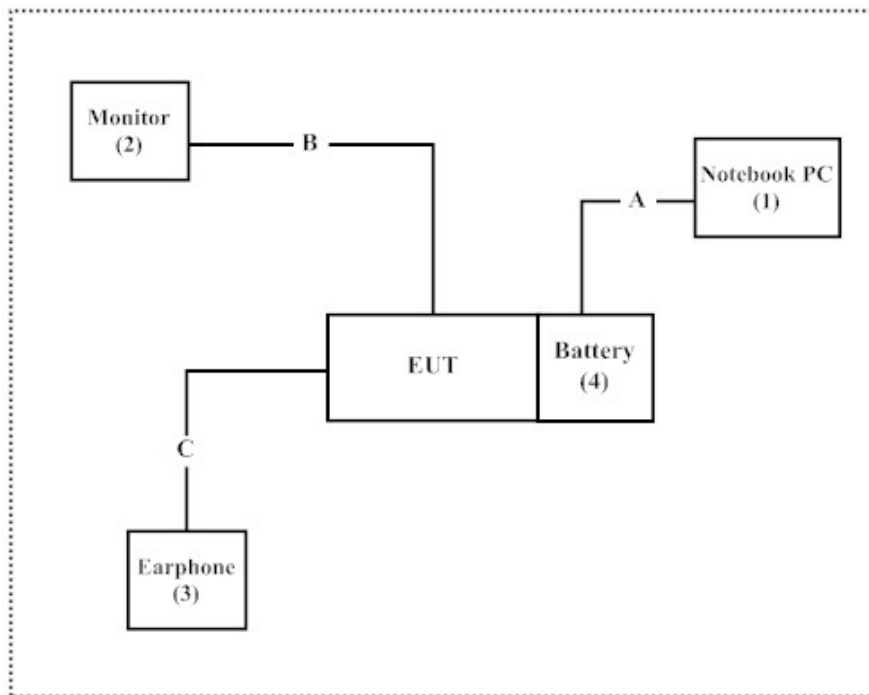 Monitor
(2)
B
Notebook PC
(1)
A
EUT
Battery
(4)
C
Earphone
(3)